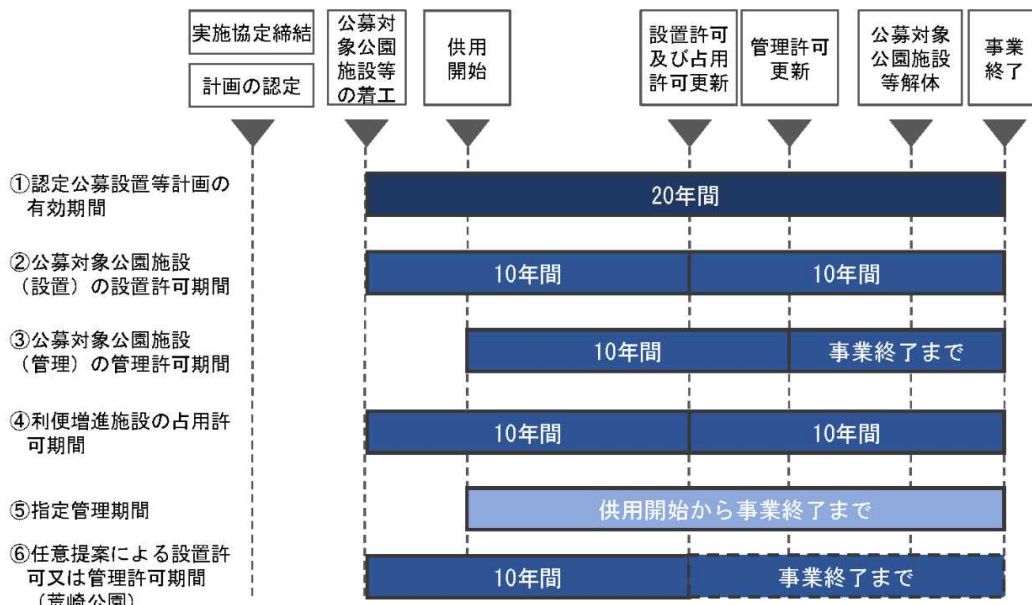 実施協定締結
計画の認定
公募対
象公園
施設等
の着工
供用
開始
設置許可
及び占用
許可更新
管理許可
更新
公募対象
公園施設
等解体
事業
終了
①認定公募設置等計画の
有効期間
20年間
②公募対象公園施設
（設置）の設置許可期間
10年間
10年間
③公募対象公園施設
（管理）の管理許可期間
10年間
事業終了まで
④利便増進施設の占用許
可期間
10年間
10年間
⑤指定管理期間
供用開始から事業終了まで
⑥任意提案による設置許
可又は管理許可期間
（荒崎公園）
10年間
事業終了まで